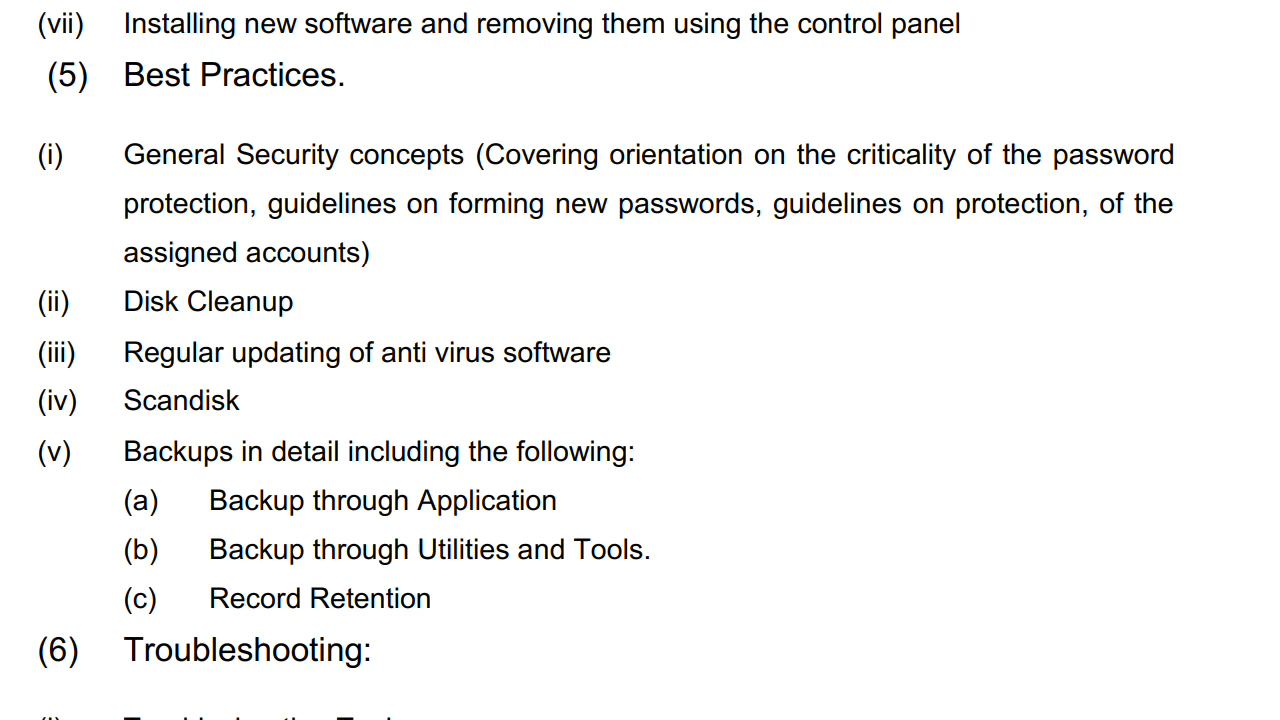 (vii) Installing new software and removing them using the control panel
(5) Best Practices.
(i) General Security concepts (Covering orientation on the criticality of the password
protection, guidelines on forming new passwords, guidelines on protection, of the
assigned accounts)
(ii) Disk Cleanup
(iii) Regular updating of anti virus software
(iv) Scandisk
(v) Backups in detail including the following:
(a) Backup through Application
(b) Backup through Utilities and Tools.
(c) Record Retention
(6) Troubleshooting: